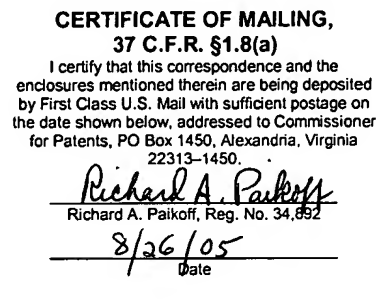 CERTIFICATE OF MAILING,
37 C.F.R. §1.8(a)
I certify that this correspondence and the
enclosures mentioned therein are being deposited
by First Class U.S. Mail with sufficient postage on
the date shown below, addressed to Commissioner
for Patents, PO Box 1450, Alexandria, Virginia
22313-1450.
Richard A. Paikoff
Richard A. Paikoff, Reg. No. 34,892
8/26/05
Date